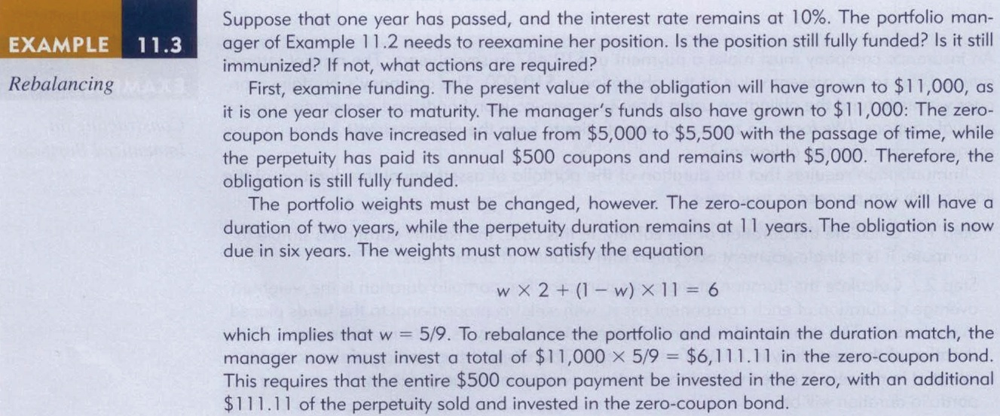 EXAMPLE 11.3
Rebalancing
Suppose that one year has passed, and the interest rate remains at 10%. The portfolio man-
ager of Example 11.2 needs to reexamine her position. Is the position still fully funded? Is it still
immunized? If not, what actions are required?
First, examine funding. The present value of the obligation will have grown to $11,000, as
it is one year closer to maturity. The manager's funds also have grown to $11,000: The zero-
coupon bonds have increased in value from $5,000 to $5,500 with the passage of time, while
the perpetuity has paid its annual $500 coupons and remains worth $5,000. Therefore, the
obligation is still fully funded.
The portfolio weights must be changed, however. The zero-coupon bond now will have a
duration of two years, while the perpetuity duration remains at 11 years. The obligation is now
due in six years. The weights must now satisfy the equation
w × 2 + (1 - w) × 11 = 6
which implies that w = 5/9. To rebalance the portfolio and maintain the duration match, the
manager now must invest a total of $11,000 × 5/9 = $6,111.11 in the zero-coupon bond.
This requires that the entire $500 coupon payment be invested in the zero, with an additional
$111.11 of the perpetuity sold and invested in the zero-coupon bond.